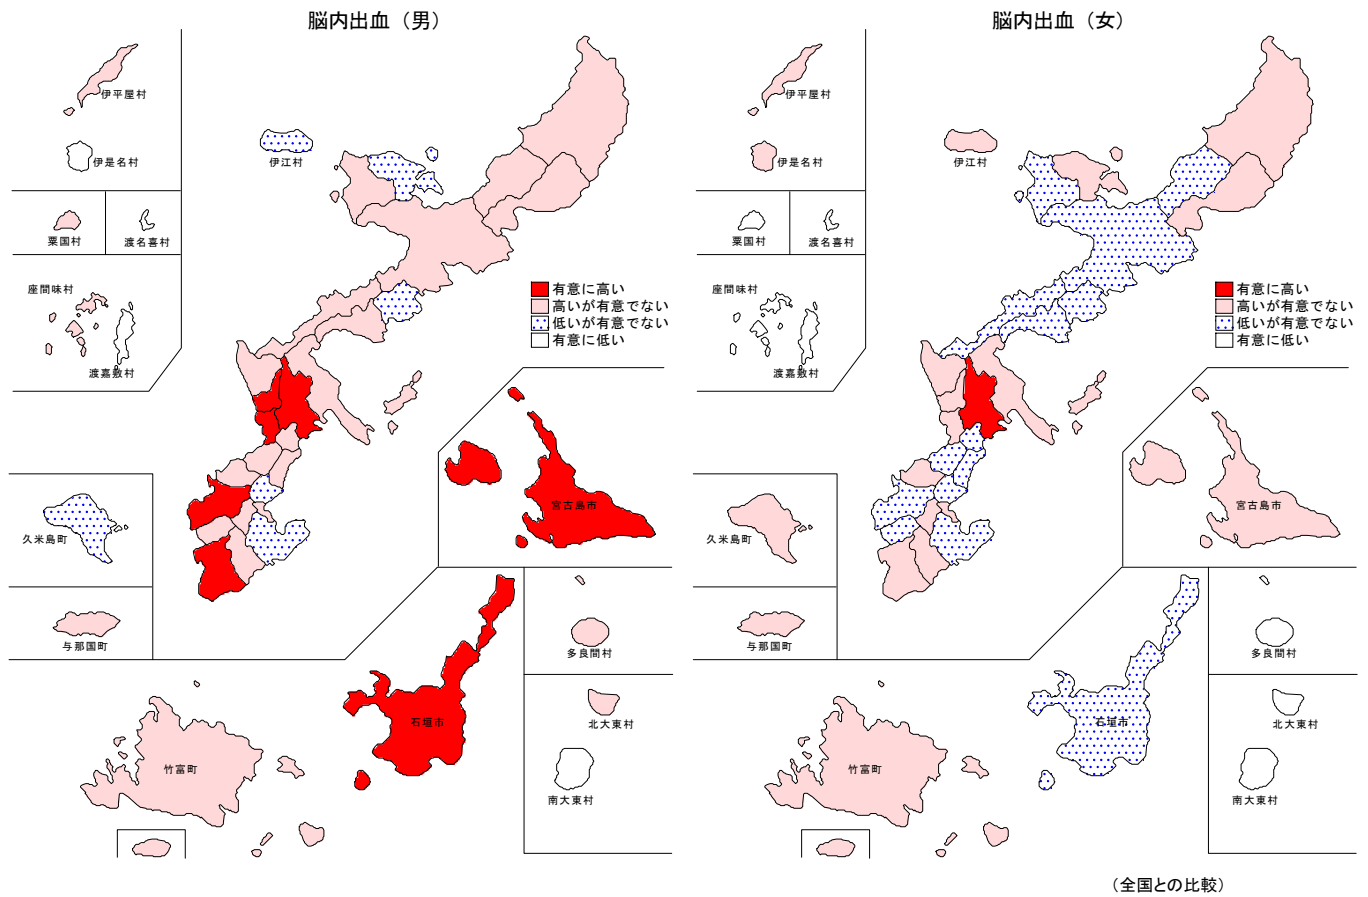 脳内出血（男）
伊平屋村
伊是名村
伊江村
粟国村
渡名喜村
座間味村
渡嘉敷村
有意に高い
高いが有意でない
低いが有意でない
有意に低い
宮古島市
久米島町
与那国町
多良間村
石垣市
北大東村
竹富町
南大東村
脳内出血（女）
伊平屋村
伊是名村
伊江村
粟国村
渡名喜村
座間味村
渡嘉敷村
有意に高い
高いが有意でない
低いが有意でない
有意に低い
宮古島市
久米島町
与那国町
多良間村
石垣市
北大東村
竹富町
南大東村
（全国との比較）